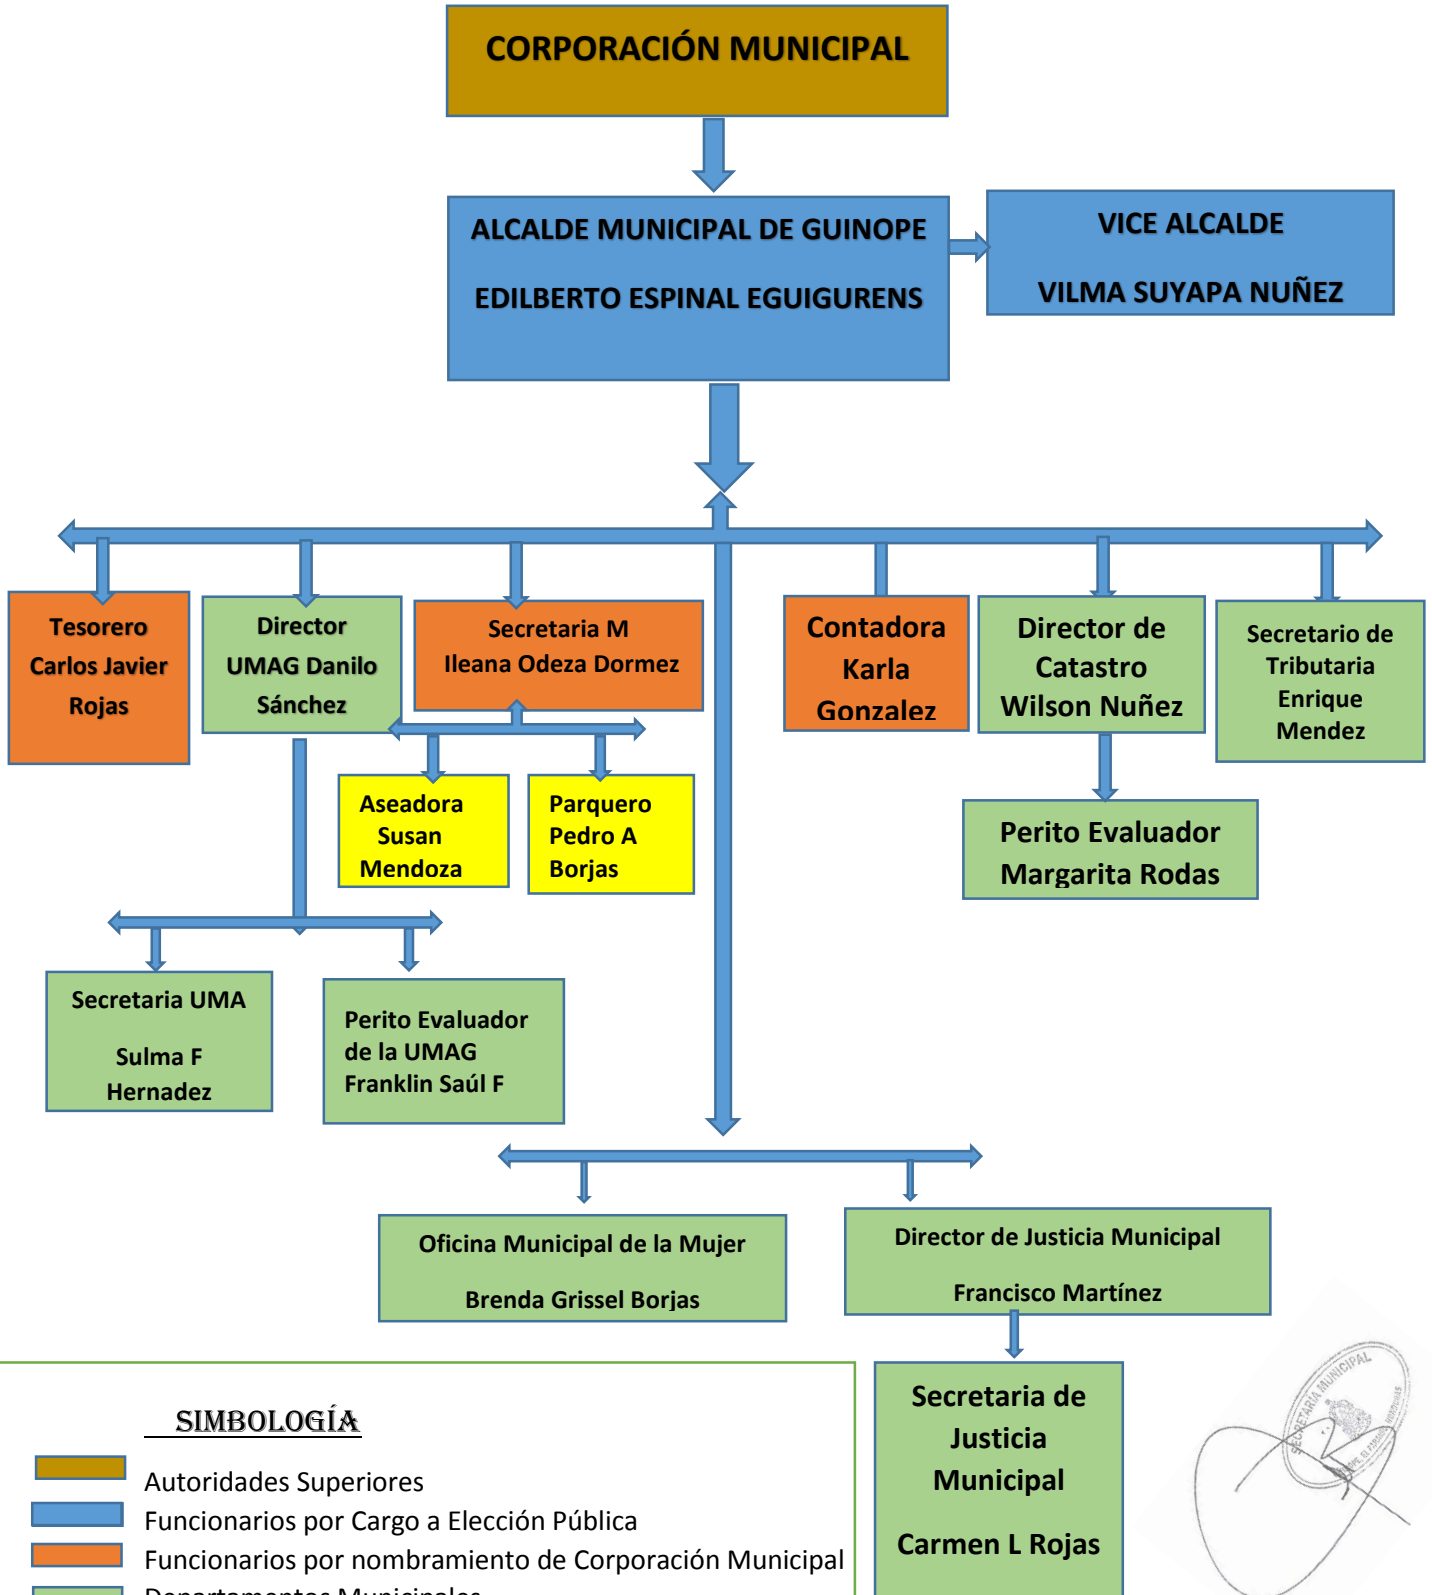 CORPORACIÓN MUNICIPAL
ALCALDE MUNICIPAL DE GUINOPE
EDILBERTO ESPINAL EGUIGURENS
VICE ALCALDE
VILMA SUYAPA NUÑEZ
Tesorero
Carlos Javier
Rojas
Director
UMAG Danilo
Sánchez
Secretaria M
Ileana Odeza Dormez
Contadora
Karla
Gonzalez
Director de
Catastro
Wilson Nuñez
Secretario de
Tributaria
Enrique
Mendez
Aseadora
Susan
Mendoza
Parquero
Pedro A
Borjas
Perito Evaluador
Margarita Rodas
Secretaria UMA
Sulma F
Hernadez
Perito Evaluador
de la UMAG
Franklin Saúl F
Oficina Municipal de la Mujer
Brenda Grissel Borjas
Director de Justicia Municipal
Francisco Martínez
Secretaria de
Justicia
Municipal
Carmen L Rojas
SIMBOLOGÍA
Autoridades Superiores
Funcionarios por Cargo a Elección Pública
Funcionarios por nombramiento de Corporación Municipal
Departamentos Municipales
SECRETARÍA MUNICIPAL